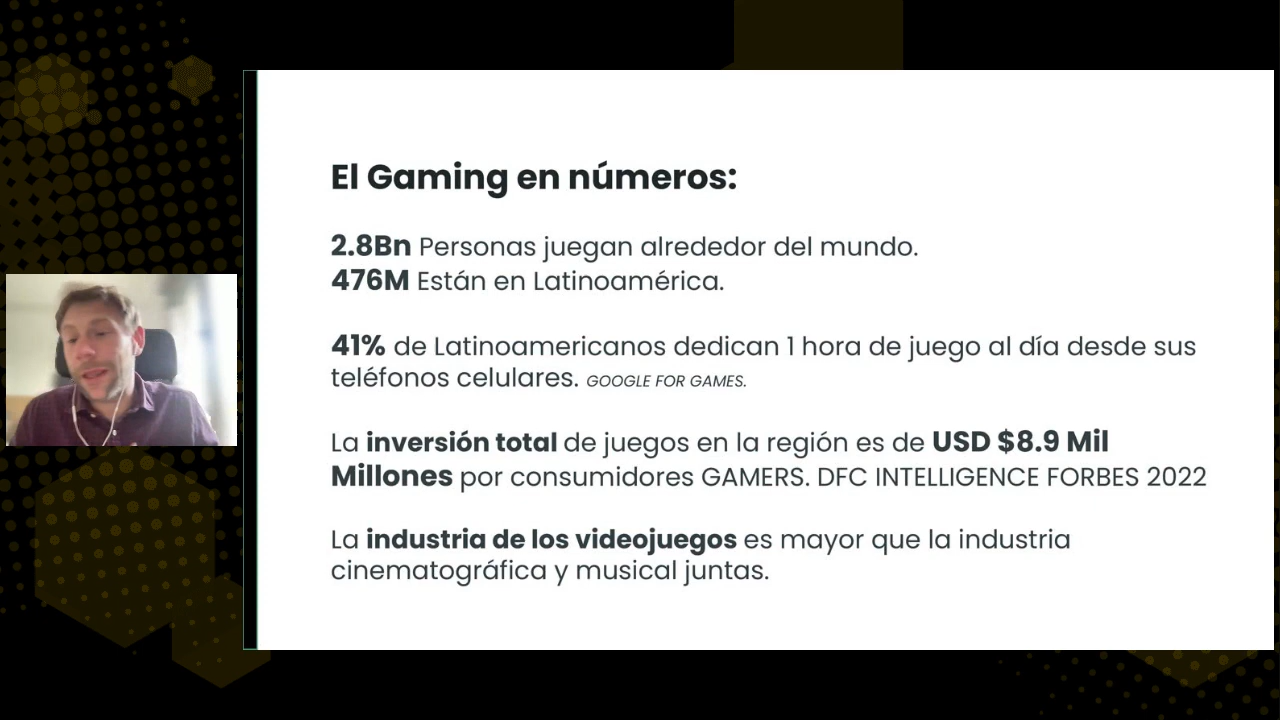 El Gaming en números:
2.8Bn Personas juegan alrededor del mundo.
476M Están en Latinoamérica.
41% de Latinoamericanos dedican 1 hora de juego al día desde sus
teléfonos celulares. GOOGLE FOR GAMES.
La inversión total de juegos en la región es de USD $8.9 Mil
Millones por consumidores GAMERS. DFC INTELLIGENCE FORBES 2022
La industria de los videojuegos es mayor que la industria
cinematográfica y musical juntas.